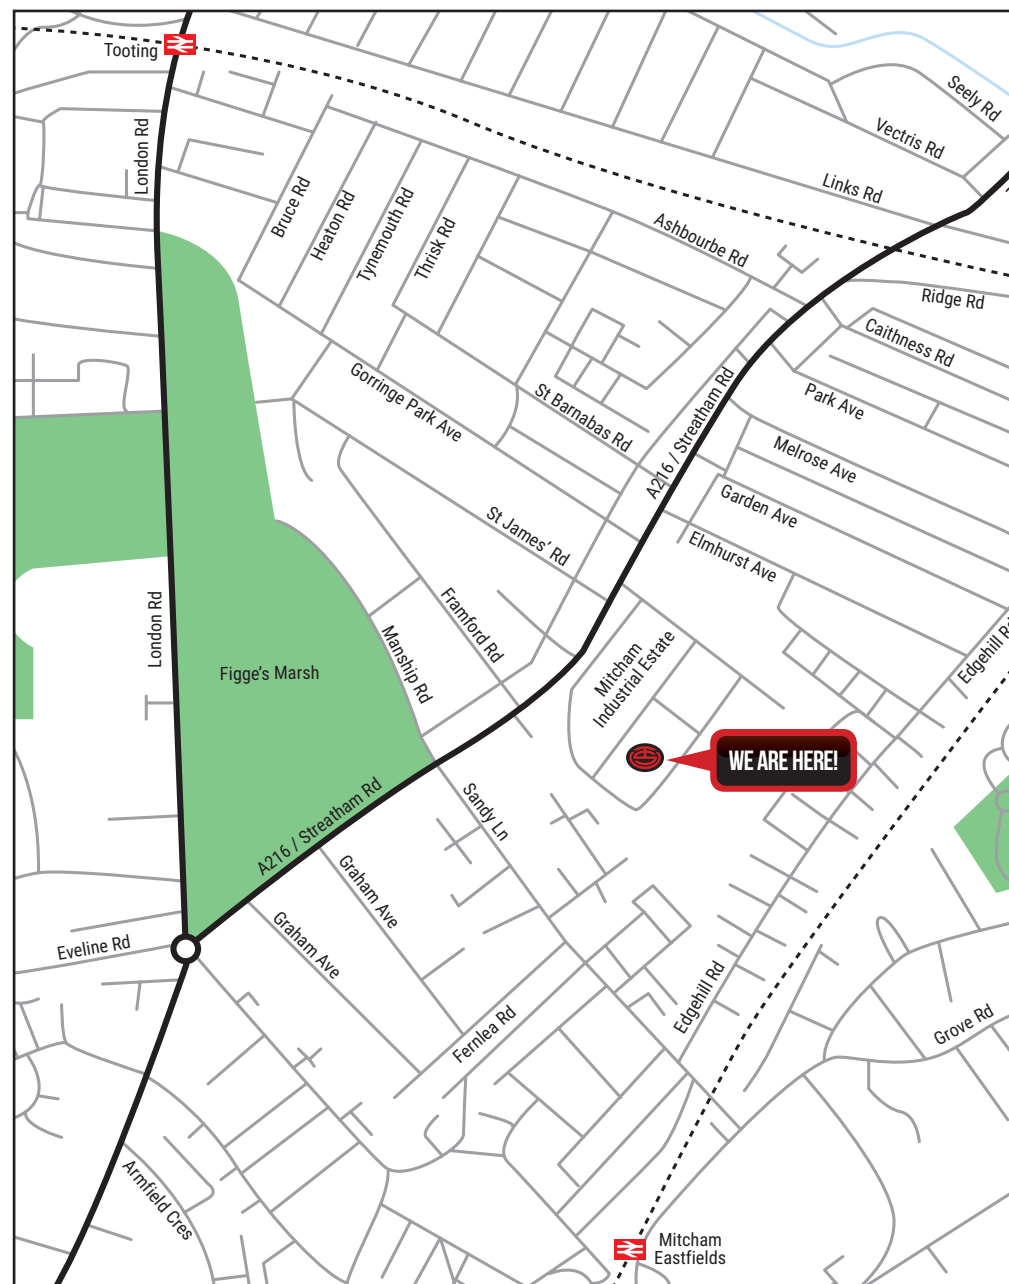 Tooting
London Rd
Seely Rd
Vectris Rd
Links Rd
Bruce Rd
Heaton Rd
Tynemouth Rd
Thrisk Rd
Ashbourbe Rd
Ridge Rd
Caithness Rd
Park Ave
Gorringe Park Ave
St Barnabas Rd
A216 / Streatham Rd
Melrose Ave
Garden Ave
St James' Rd
Elmhurst Ave
London Rd
Framford Rd
Manship Rd
Figge's Marsh
Mitcham
Industrial Estate
Edgehill Rd
WE ARE HERE!
A216 / Streatham Rd
Sandy Ln
Graham Ave
Graham Ave
Eveline Rd
Edgehill Rd
Fernlea Rd
Grove Rd
Armfield Cres
Mitcham
Eastfields